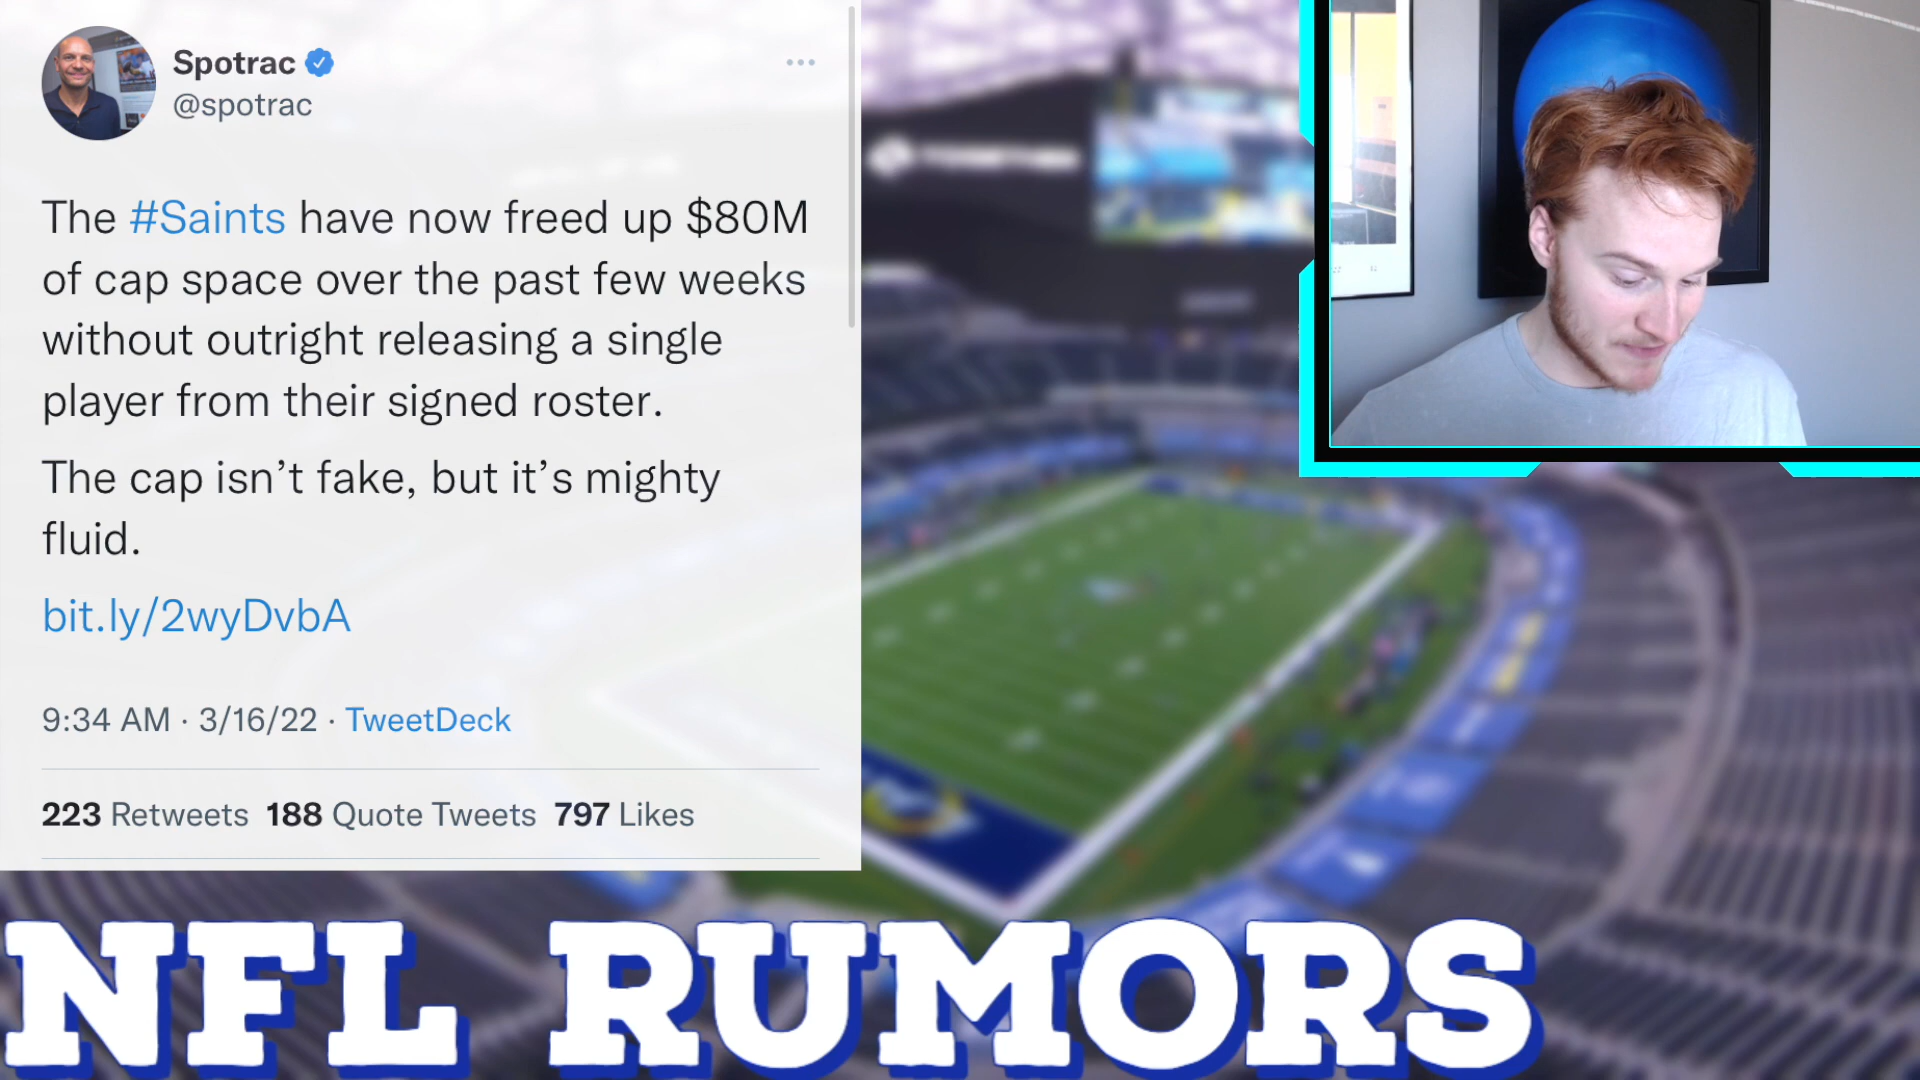 Spotrac
@spotrac
The #Saints have now freed up $80M
of cap space over the past few weeks
without outright releasing a single
player from their signed roster.
The cap isn’t fake, but it’s mighty
fluid.
bit.ly/2wyDvbA
9:34 AM · 3/16/22 · TweetDeck
223 Retweets 188 Quote Tweets 797 Likes
NFL RUMORS